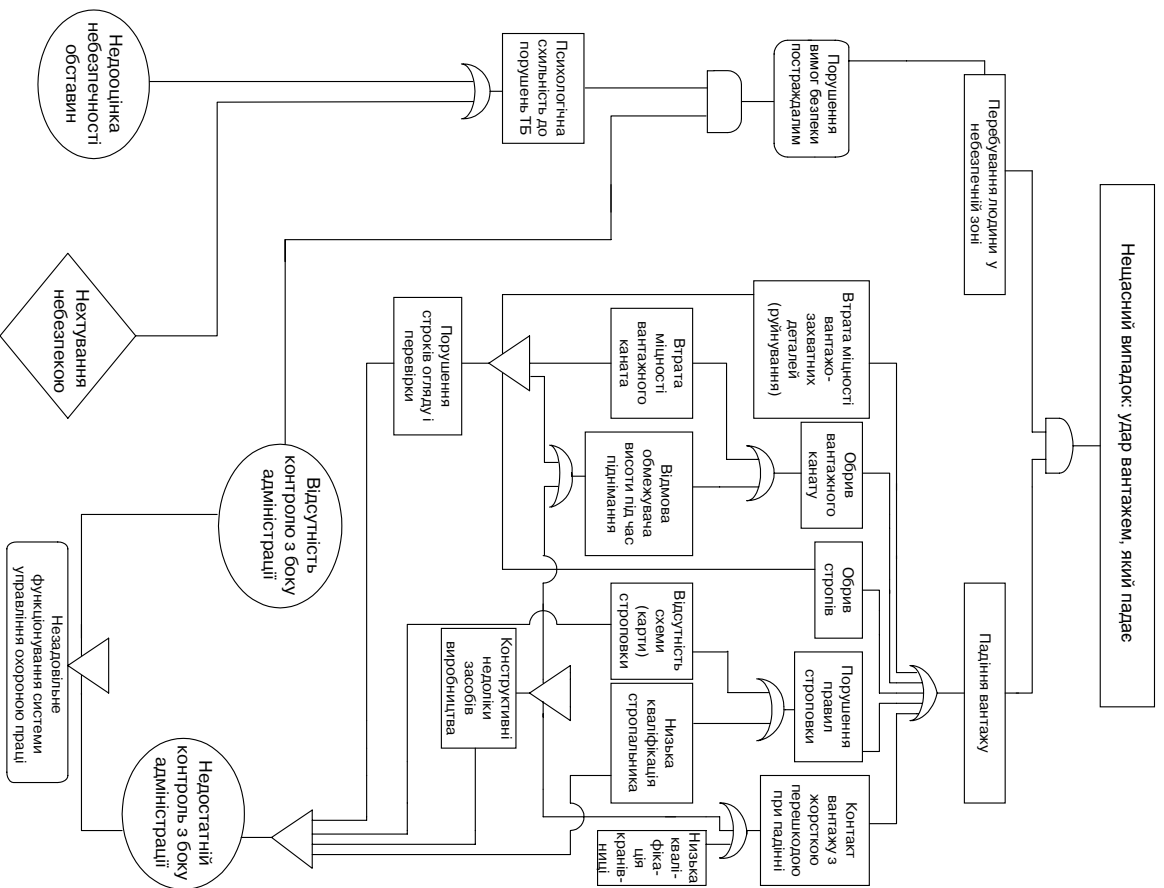 Нещасний випадок: удар вантажем, який падає
Перебування людини у
небезпечній зоні
Падіння вантажу
Порушення
вимог безпеки
постраждалим
Втрата міцності
вантажо-
захватних
деталей
(руйнування)
Обрив
вантажного
канату
Обрив
стропів
Порушення
правил
строповки
Контакт
вантажу з
жорсткою
перешкодою
при падінні
Психологічна
схильність до
порушень ТБ
Втрата
міцності
вантажного
каната
Відмова
обмежувача
висоти під час
піднімання
Відсутність
схеми
(карти)
строповки
Низька
кваліфікація
стропальника
Низька
квалі-
фіка-
ція
кранів-
ниці
Порушення
строків огляду і
перевірки
Конструктивні
недоліки
засобів
виробництва
Недооцінка
небезпечності
обставин
Нехтування
небезпекою
Відсутність
контролю з боку
адміністрації
Недостатній
контроль з боку
адміністрації
Незадовільне
функціонування системи
управління охороною праці